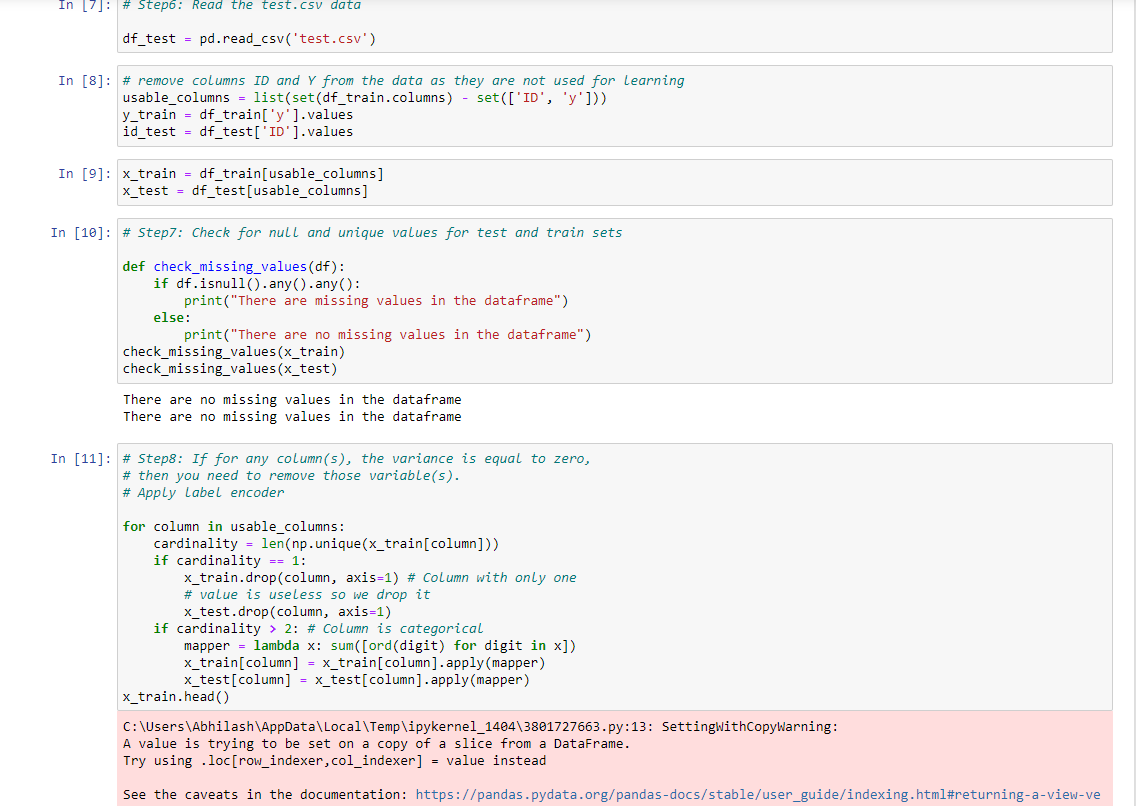 In [7]: # Step6: Read the test.csv data
df_test = pd.read_csv('test.csv')
In [8]: # remove columns ID and Y from the data as they are not used for learning
usable_columns = list(set(df_train.columns) - set(['ID', 'y']))
y_train = df_train['y'].values
id_test = df_test['ID'].values
In [9]: x_train = df_train[usable_columns]
x_test = df_test[usable_columns]
In [10]: # Step7: Check for null and unique values for test and train sets
def check_missing_values(df):
    if df.isnull().any().any():
        print("There are missing values in the dataframe")
    else:
        print("There are no missing values in the dataframe")
check_missing_values(x_train)
check_missing_values(x_test)
There are no missing values in the dataframe
There are no missing values in the dataframe
In [11]: # Step8: If for any column(s), the variance is equal to zero,
# then you need to remove those variable(s).
# Apply label encoder
for column in usable_columns:
    cardinality = len(np.unique(x_train[column]))
    if cardinality == 1:
        x_train.drop(column, axis=1) # Column with only one
        # value is useless so we drop it
        x_test.drop(column, axis=1)
    if cardinality > 2: # Column is categorical
        mapper = lambda x: sum([ord(digit) for digit in x])
        x_train[column] = x_train[column].apply(mapper)
        x_test[column] = x_test[column].apply(mapper)
x_train.head()
C:\Users\Abhilash\AppData\Local\Temp\ipykernel_1404\3801727663.py:13: SettingWithCopyWarning:
A value is trying to be set on a copy of a slice from a DataFrame.
Try using .loc[row_indexer,col_indexer] = value instead
See the caveats in the documentation: https://pandas.pydata.org/pandas-docs/stable/user_guide/indexing.html#returning-a-view-ve